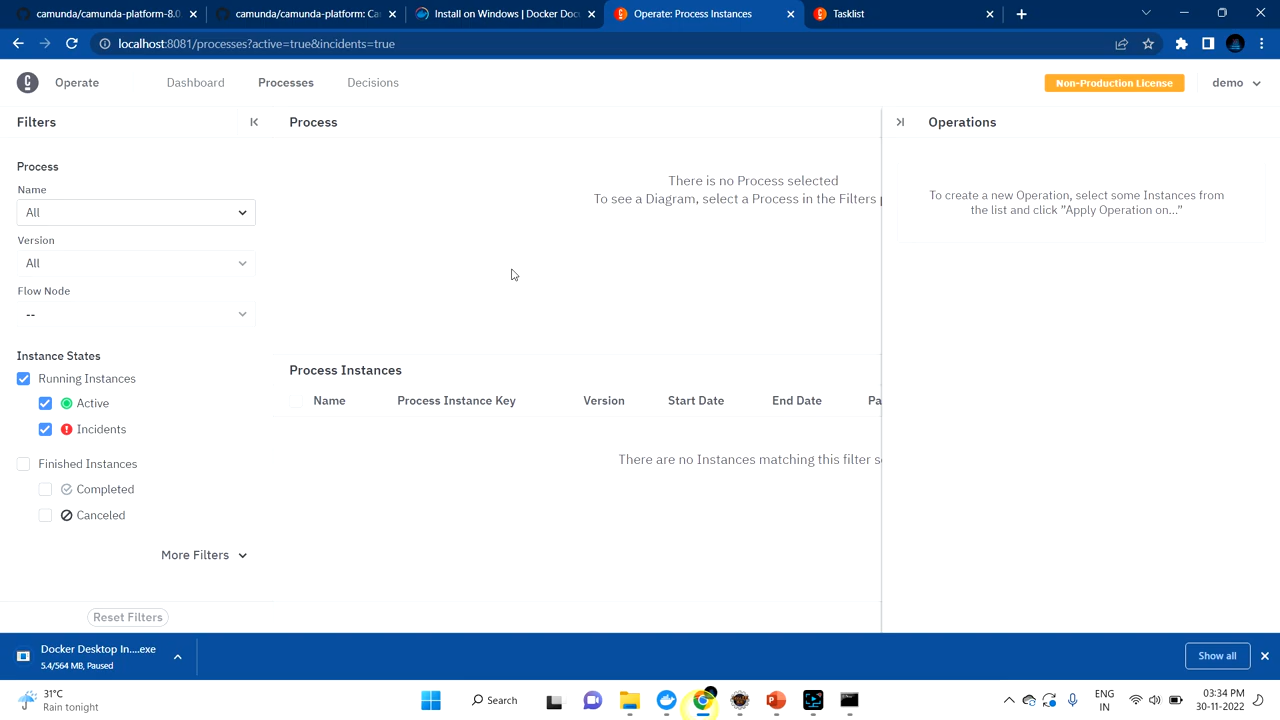 camunda/camunda-platform-8.0
camunda/camunda-platform: Ca
Install on Windows | Docker Doc
Operate: Process Instances
Tasklist
localhost:8081/processes?active=true&incidents=true
Operate
Dashboard
Processes
Decisions
Non-Production License
demo
Filters
Process
Name
All
Version
All
Flow Node
--
Instance States
Running Instances
Active
Incidents
Finished Instances
Completed
Canceled
More Filters
Reset Filters
Process
There is no Process selected
To see a Diagram, select a Process in the Filters p
Process Instances
Name
Process Instance Key
Version
Start Date
End Date
Pa
There are no Instances matching this filter s
Operations
To create a new Operation, select some Instances from
the list and click ”Apply Operation on...”
Docker Desktop In....exe
5.4/564 MB, Paused
Show all
31°C
Rain tonight
Search
ENG
IN
03:34 PM
30-11-2022